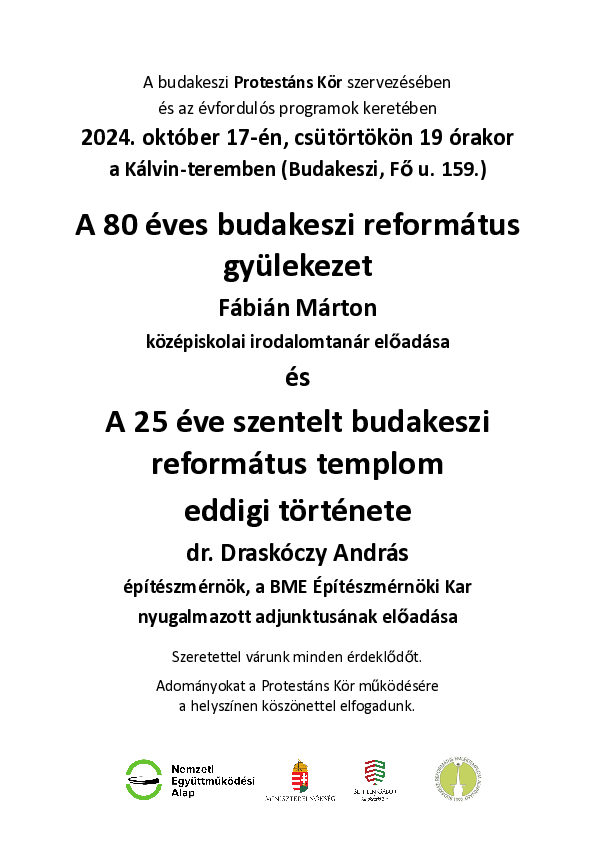 A budakeszi Protestáns Kör szervezésében
és az évfordulós programok keretében
2024. október 17-én, csütörtökön 19 órakor
a Kálvin-teremben (Budakeszi, Fő u. 159.)
A 80 éves budakeszi református
gyülekezet
Fábián Márton
középiskolai irodalomtanár előadása
és
A 25 éve szentelt budakeszi
református templom
eddigi története
dr. Draskóczy András
építészmérnök, a BME Építészmérnöki Kar
nyugalmazott adjunktusának előadása
Szeretettel várunk minden érdeklődőt.
Adományokat a Protestáns Kör működésére
a helyszínen köszönettel elfogadunk.
Nemzeti
Együttműködési
Alap
MINISZTERELNÖKSÉG
BETHLEN GÁBOR